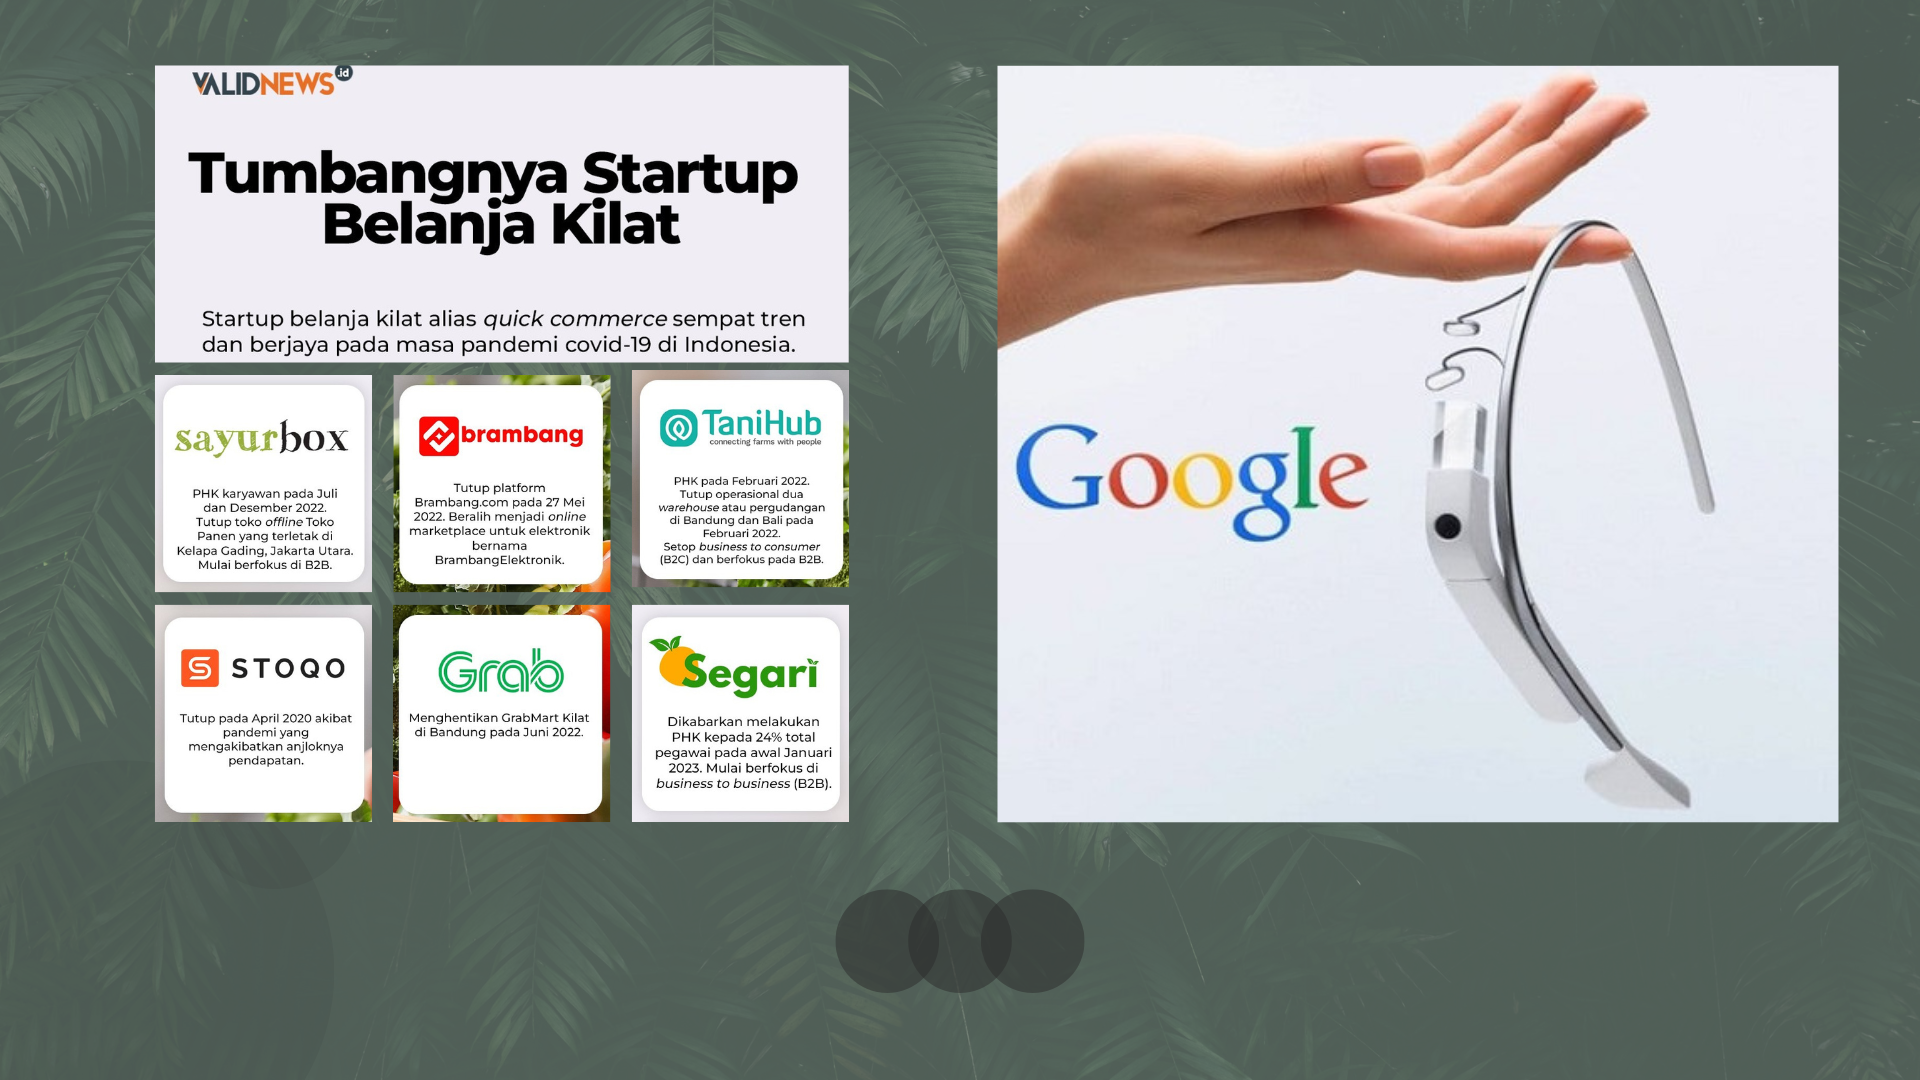 VALIDNEWS.id
Tumbangnya Startup
Belanja Kilat
Startup belanja kilat alias quick commerce sempat tren
dan berjaya pada masa pandemi covid-19 di Indonesia.
sayurbox
PHK karyawan pada Juli
dan Desember 2022.
Tutup toko offline Toko
Panen yang terletak di
Kelapa Gading, Jakarta Utara.
Mulai berfokus di B2B.
brambang
Tutup platform
Brambang.com pada 27 Mei
2022. Beralih menjadi online
marketplace untuk elektronik
bernama
BrambangElektronik.
TaniHub
connecting farms with people
PHK pada Februari 2022.
Tutup operasional dua
warehouse atau pergudangan
di Bandung dan Bali pada
Februari 2022.
Setop business to consumer
(B2C) dan berfokus pada B2B.
STOQO
Tutup pada April 2020 akibat
pandemi yang
mengakibatkan anjloknya
pendapatan.
Grab
Menghentikan GrabMart Kilat
di Bandung pada Juni 2022.
Segari
Dikabarkan melakukan
PHK kepada 24% total
pegawai pada awal Januari
2023. Mulai berfokus di
business to business (B2B).
Google